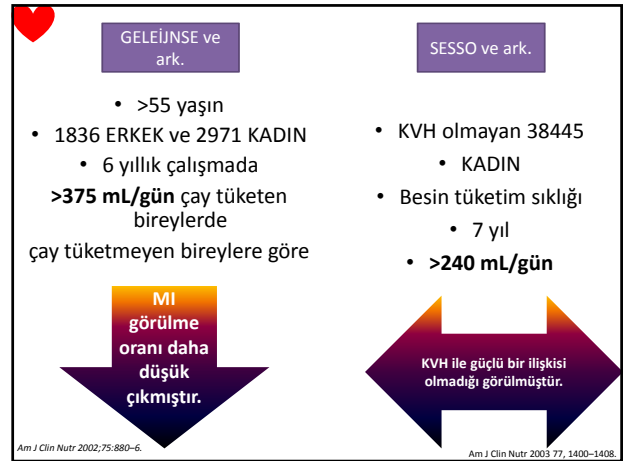 GELEİJNSE ve
ark.
• >55 yaşın
• 1836 ERKEK ve 2971 KADIN
• 6 yıllık çalışmada
>375 mL/gün çay tüketen
bireylerde
çay tüketmeyen bireylere göre
MI
görülme
oranı daha
düşük
çıkmıştır.
Am J Clin Nutr 2002;75:880–6.
SESSO ve ark.
• KVH olmayan 38445
• KADIN
• Besin tüketim sıklığı
• 7 yıl
• >240 mL/gün
KVH ile güçlü bir ilişkisi
olmadığı görülmüştür.
Am J Clin Nutr 2003 77, 1400–1408.